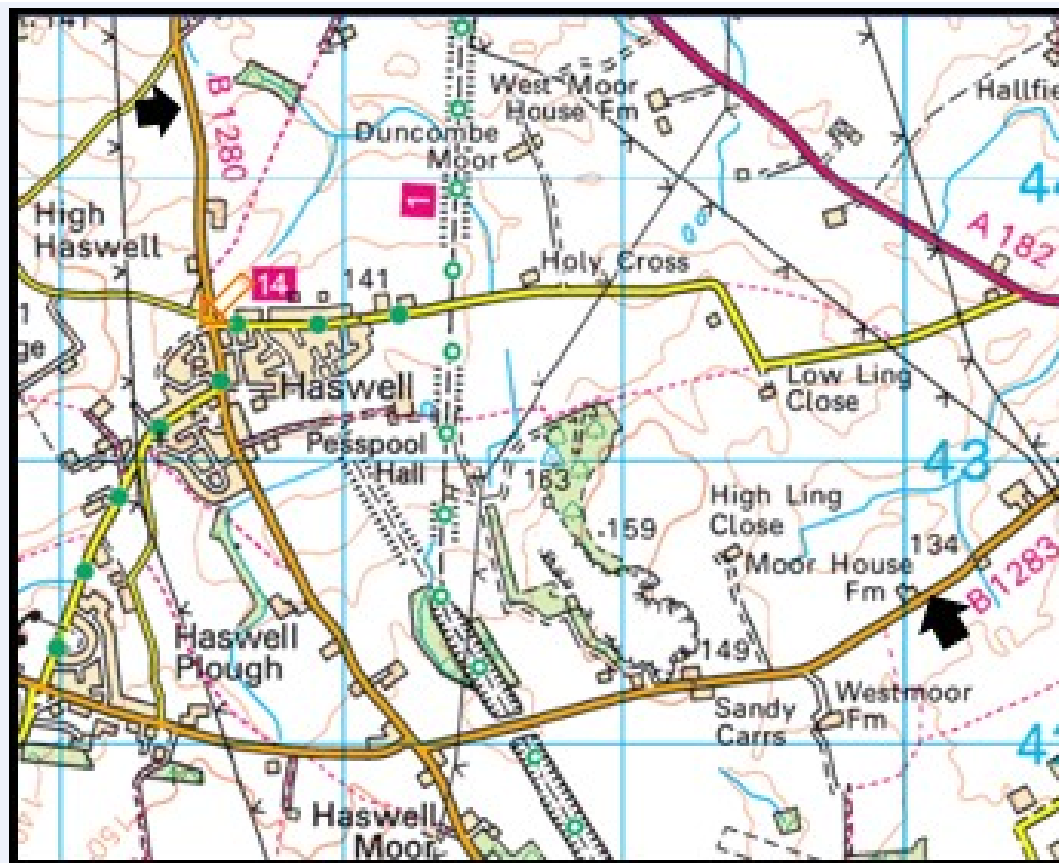 West Moor
House Fm
Hallfie
B 1280
Duncombe
Moor
1
44
High
Haswell
A 182
Holy Cross
14
141
1
ge
Haswell
Low Ling
Close
Pesspool
Hall
43
163
High Ling
Close
.159
134
Moor House
Fm
B 1283
Haswell
Plough
149
Westmoor
Fm
Sandy
Carrs
Haswell
Moor